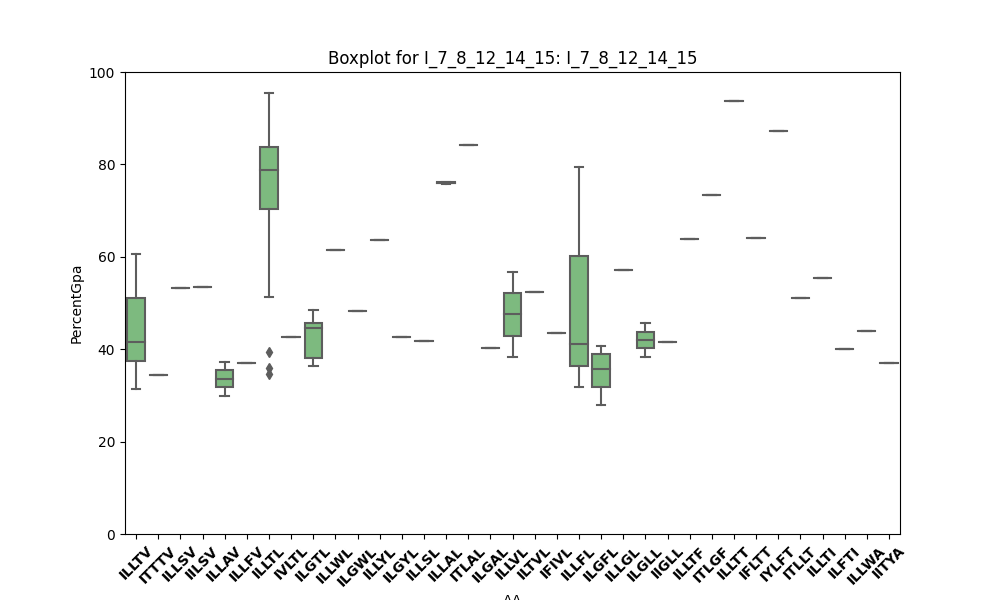 Boxplot for I_7_8_12_14_15: I_7_8_12_14_15
PercentGpa
100
80
60
40
20
0
ILLTV
ITTTV
ILLSV
IILSV
ILLAV
ILLFV
ILLTL
IVLTL
ILGTL
ILLWL
ILGWL
ILLYL
ILGYL
ILLSL
ILLAL
ITLAL
ILGAL
ILLVL
ILTVL
IFIVL
ILLFL
ILGFL
ILLGL
ILGLL
IIGLL
ILLTF
ITLGF
ILLTT
IFLTT
IYLFT
ITLLT
ILLTI
ILFTI
ILLWA
IITYA
AA